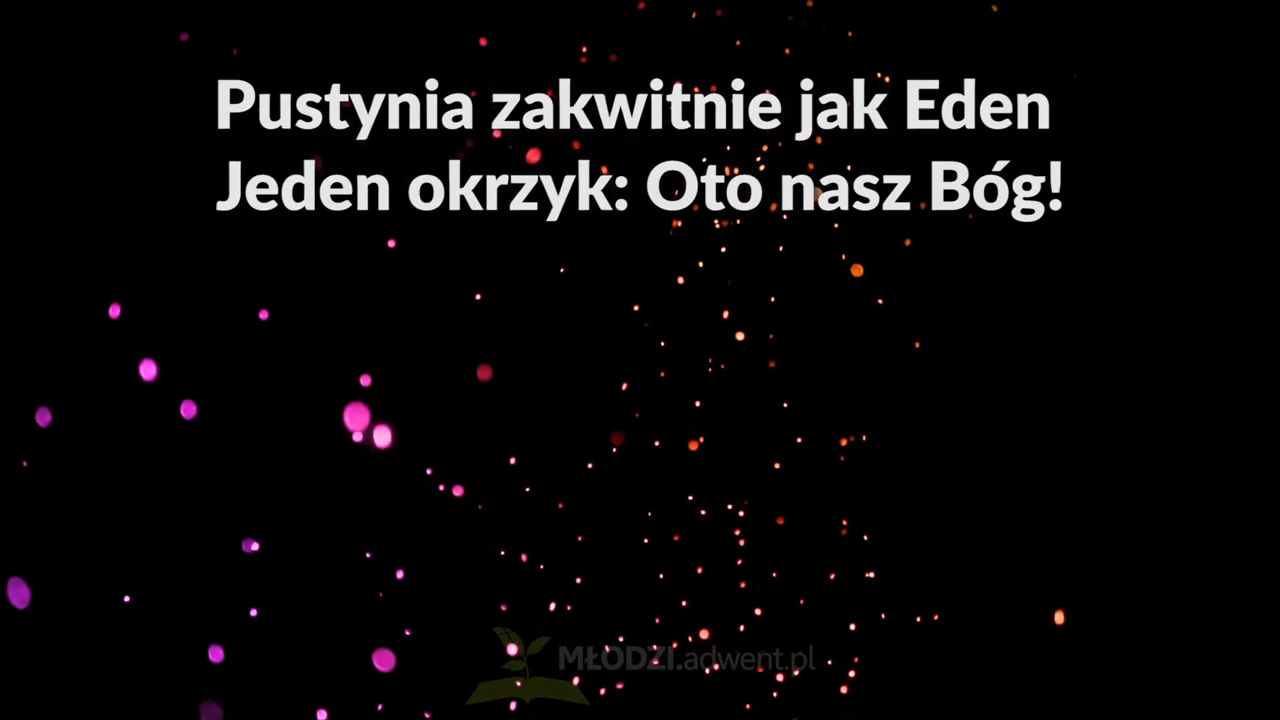 Pustynia zakwitnie jak Eden
Jeden okrzyk: Oto nasz Bóg!
MŁODZI.adwent.pl